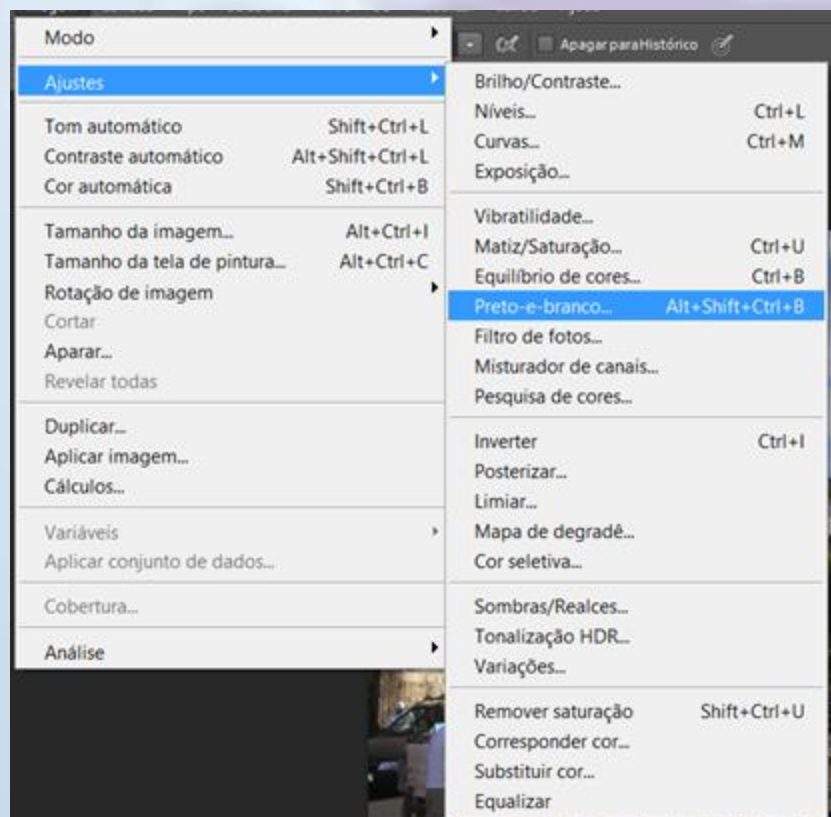 Apagar para Histórico
Modo
Ajustes
Tom automático Shift+Ctrl+L
Contraste automático Alt+Shift+Ctrl+L
Cor automática Shift+Ctrl+B
Tamanho da imagem... Alt+Ctrl+I
Tamanho da tela de pintura... Alt+Ctrl+C
Rotação de imagem
Cortar
Aparar...
Revelar todas
Duplicar...
Aplicar imagem...
Cálculos...
Variáveis
Aplicar conjunto de dados...
Cobertura...
Análise
Brilho/Contraste...
Níveis... Ctrl+L
Curvas... Ctrl+M
Exposição...
Vibratilidade...
Matiz/Saturação... Ctrl+U
Equilíbrio de cores... Ctrl+B
Preto-e-branco... Alt+Shift+Ctrl+B
Filtro de fotos...
Misturador de canais...
Pesquisa de cores...
Inverter Ctrl+I
Posterizar...
Limiar...
Mapa de degradê...
Cor seletiva...
Sombras/Realces...
Tonalização HDR...
Variações...
Remover saturação Shift+Ctrl+U
Corresponder cor...
Substituir cor...
Equalizar